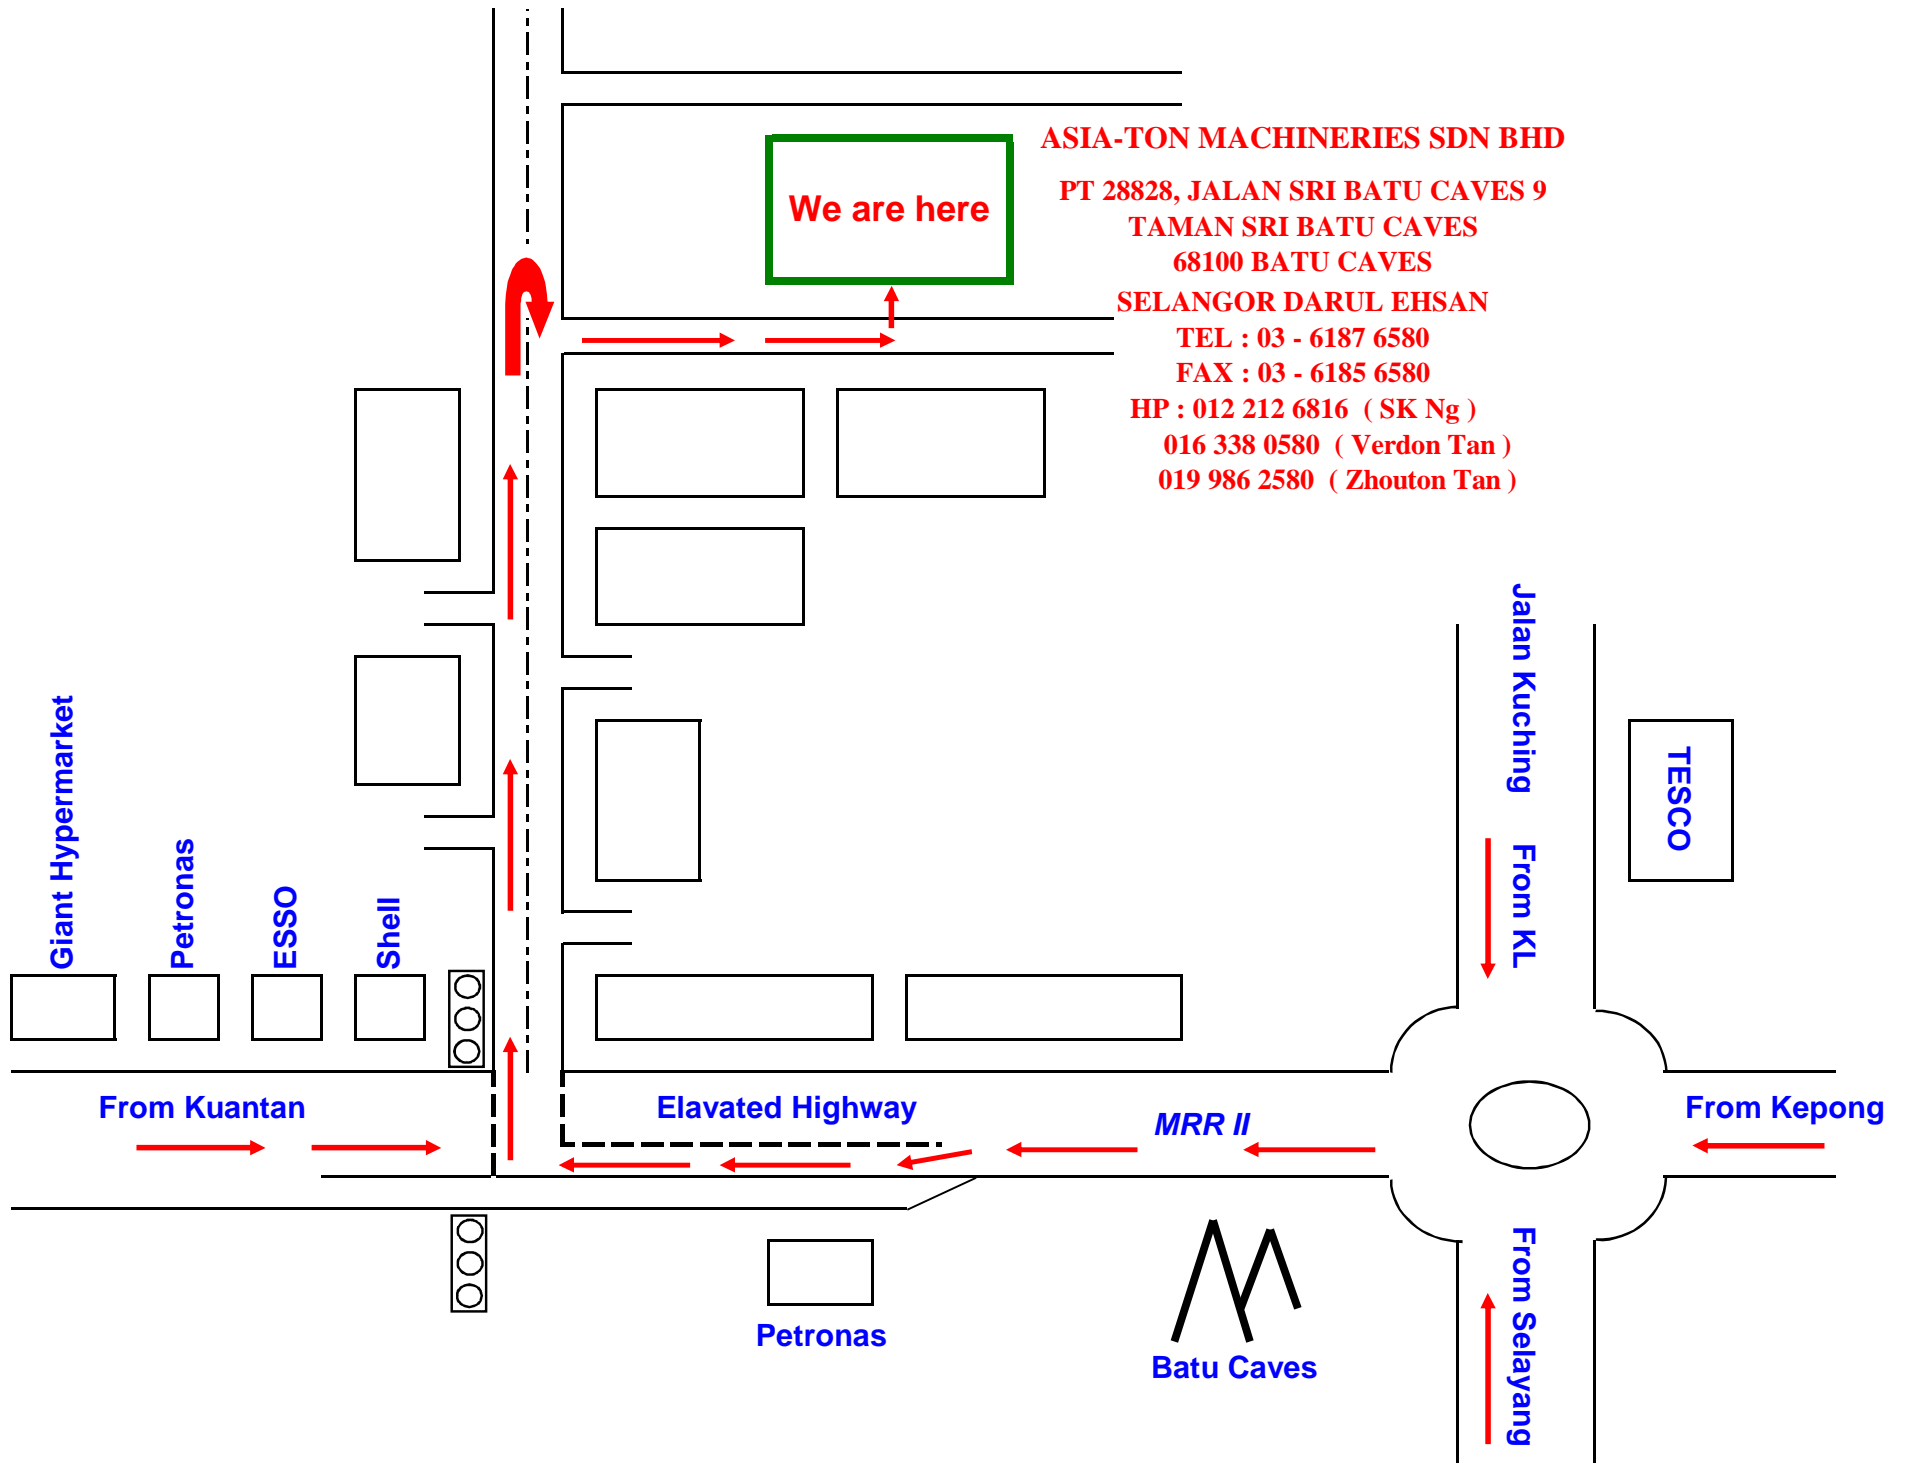 ASIA-TON MACHINERIES SDN BHD
PT 28828, JALAN SRI BATU CAVES 9
TAMAN SRI BATU CAVES
68100 BATU CAVES
SELANGOR DARUL EHSAN
TEL : 03 - 6187 6580
FAX : 03 - 6185 6580
HP : 012 212 6816 ( SK Ng )
016 338 0580 ( Verdon Tan )
019 986 2580 ( Zhouton Tan )
We are here
Jalan Kuching From KL
TESCO
Giant Hypermarket
Petronas
ESSO
Shell
From Kuantan
Elavated Highway
MRR II
From Kepong
From Selayang
Petronas
Batu Caves